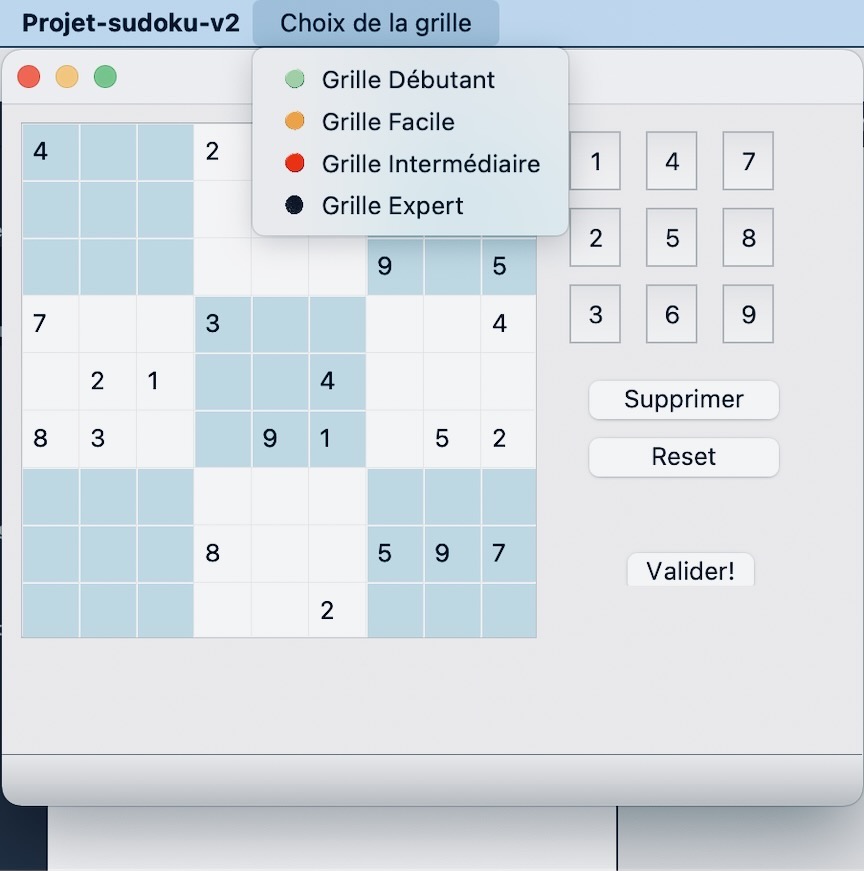 Projet-sudoku-v2 Choix de la grille
Grille Débutant
Grille Facile
Grille Intermédiaire
Grille Expert
4 2
9 5
7 3 4
2 1 4
8 3 9 1 5 2
8 5 9 7
2
1 4 7
2 5 8
3 6 9
Supprimer
Reset
Valider!